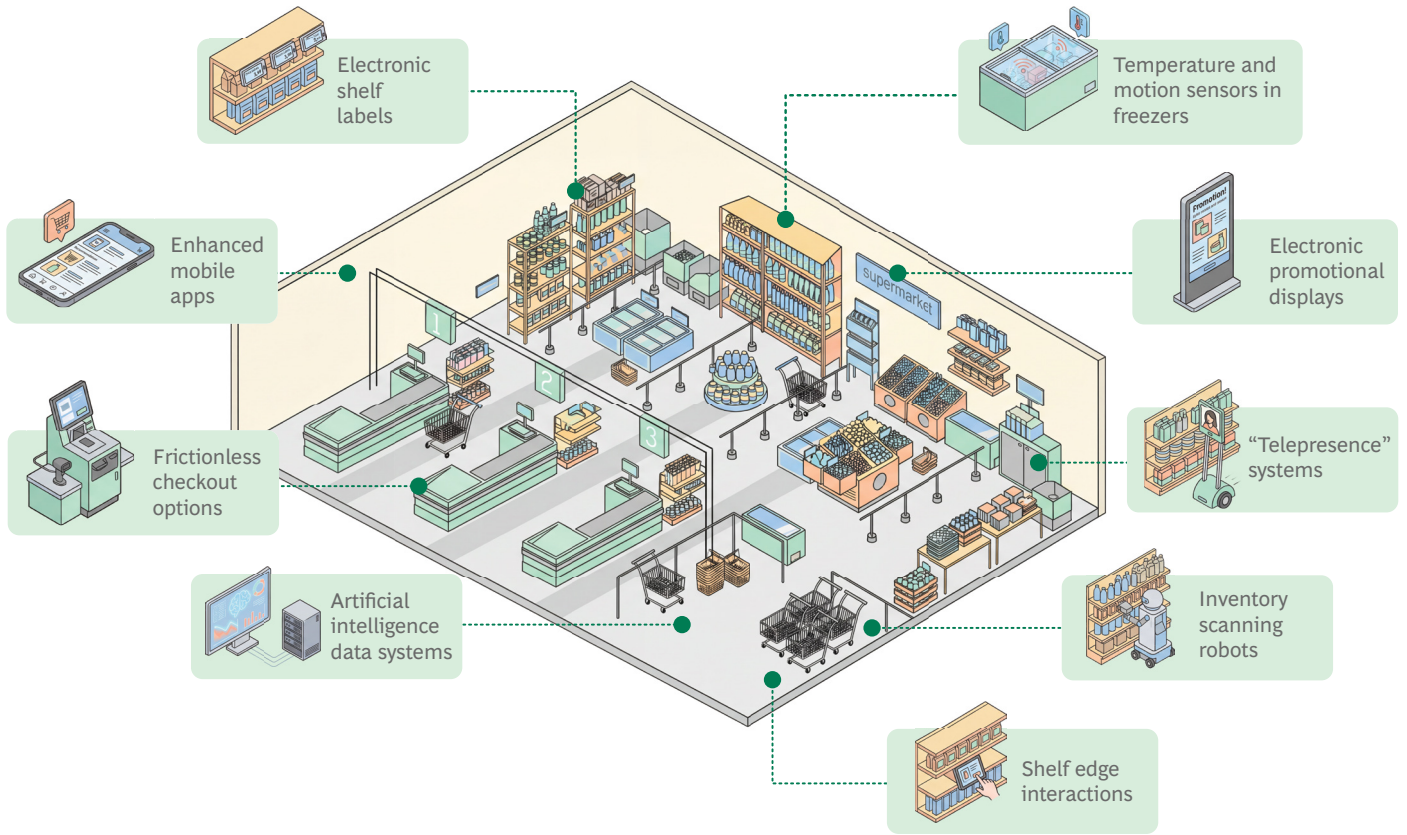 Electronic
shelf
labels
Temperature and
motion sensors in
freezers
Promotion!
Enhanced
mobile
apps
Electronic
promotional
displays
supermarket
1
2
3
Frictionless
checkout
options
“Telepresence”
systems
Artificial
intelligence
data systems
Inventory
scanning
robots
Shelf edge
interactions